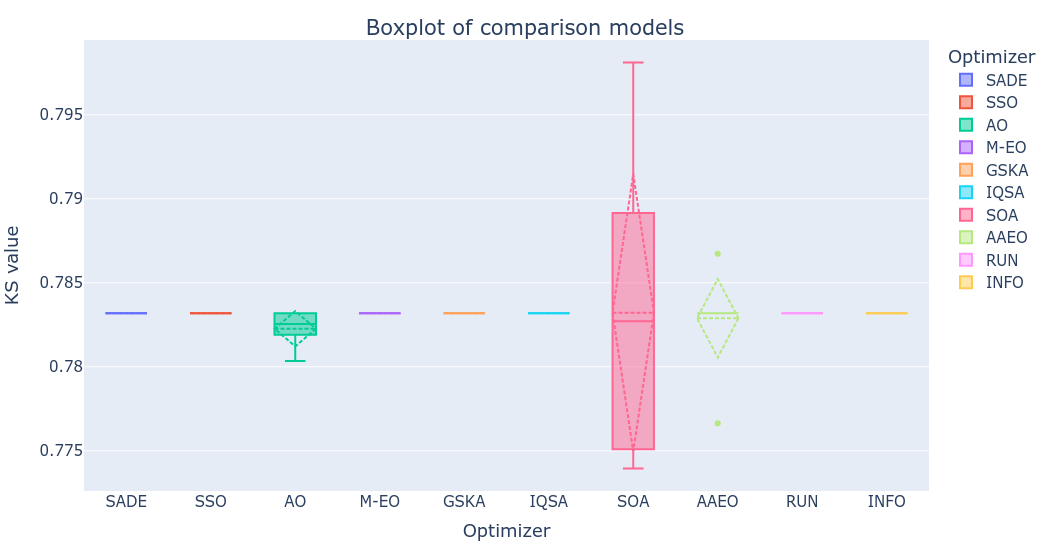 Boxplot of comparison models
KS value
0.795
0.79
0.785
0.78
0.775
SADE SSO AO M-EO GSKA IQSA SOA AAEO RUN INFO
Optimizer
Optimizer
SADE
SSO
AO
M-EO
GSKA
IQSA
SOA
AAEO
RUN
INFO